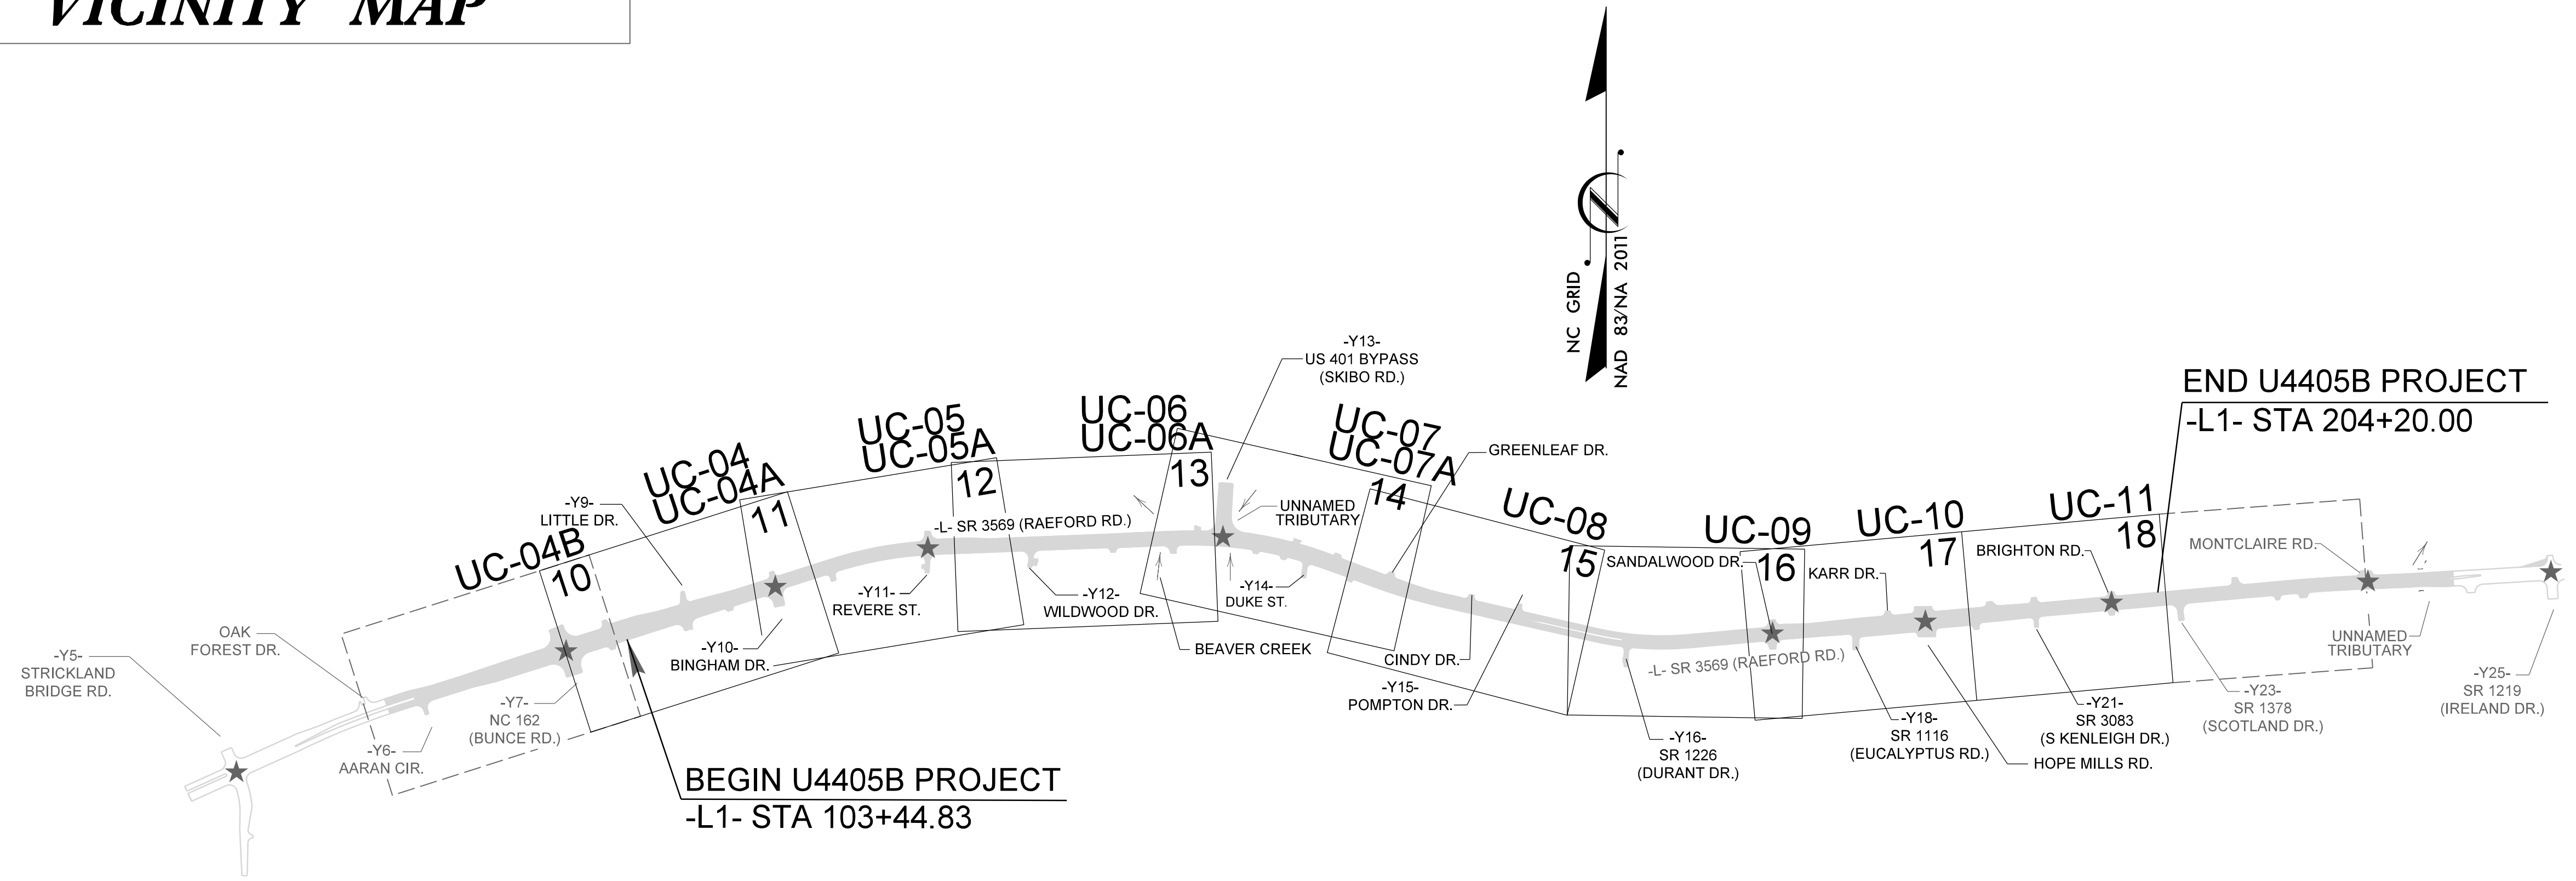 VICINITY MAP
NC GRID
NAD 83/NA 2011
-Y13-
US 401 BYPASS
(SKIBO RD.)
END U4405B PROJECT
-L1- STA 204+20.00
UC-04B
10
UC-04
UC-04A
11
UC-05
UC-05A
12
UC-06
UC-06A
13
UC-07
UC-07A
14
UC-08
15
UC-09
16
UC-10
17
UC-11
18
GREENLEAF DR.
-Y9-
LITTLE DR.
-L- SR 3569 (RAEFORD RD.)
UNNAMED
TRIBUTARY
SANDALWOOD DR.
KARR DR.
BRIGHTON RD.
MONTCLAIRE RD.
-Y5-
STRICKLAND
BRIDGE RD.
OAK
FOREST DR.
-Y6-
AARAN CIR.
-Y7-
NC 162
(BUNCE RD.)
-Y10-
BINGHAM DR.
-Y11-
REVERE ST.
-Y12-
WILDWOOD DR.
BEAVER CREEK
-Y14-
DUKE ST.
CINDY DR.
-Y15-
POMPTON DR.
-L- SR 3569 (RAEFORD RD.)
-Y16-
SR 1226
(DURANT DR.)
-Y18-
SR 1116
(EUCALYPTUS RD.)
HOPE MILLS RD.
-Y21-
SR 3083
(S KENLEIGH DR.)
-Y23-
SR 1378
(SCOTLAND DR.)
UNNAMED
TRIBUTARY
-Y25-
SR 1219
(IRELAND DR.)
BEGIN U4405B PROJECT
-L1- STA 103+44.83